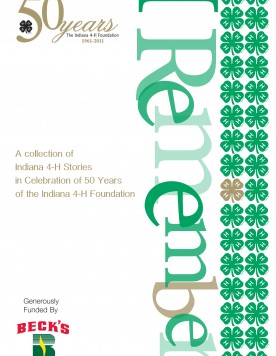 50 years
The Indiana 4-H Foundation
1961-2011
I Remember
A collection of
Indiana 4-H Stories
in Celebration of 50 Years
of the Indiana 4-H Foundation
Generously
Funded By
BECK'S